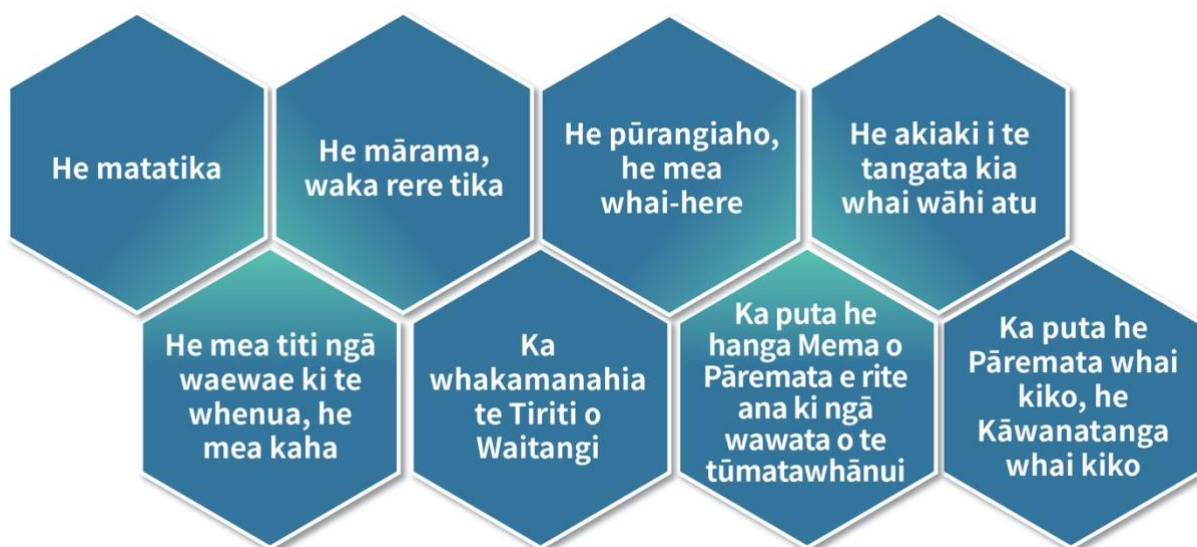 He matatika
He mārama,
waka rere tika
He pūrangiaho,
he mea
whai-here
He akiaki i te
tangata kia
whai wāhi atu
He mea titi ngā
waewae ki te
whenua, he
mea kaha
Ka
whakamanahia
te Tiriti o
Waitangi
Ka puta he
hanga Mema o
Pāremata e rite
ana ki ngā
wawata o te
tūmatawhānui
Ka puta he
Pāremata whai
kiko, he
Kāwanatanga
whai kiko